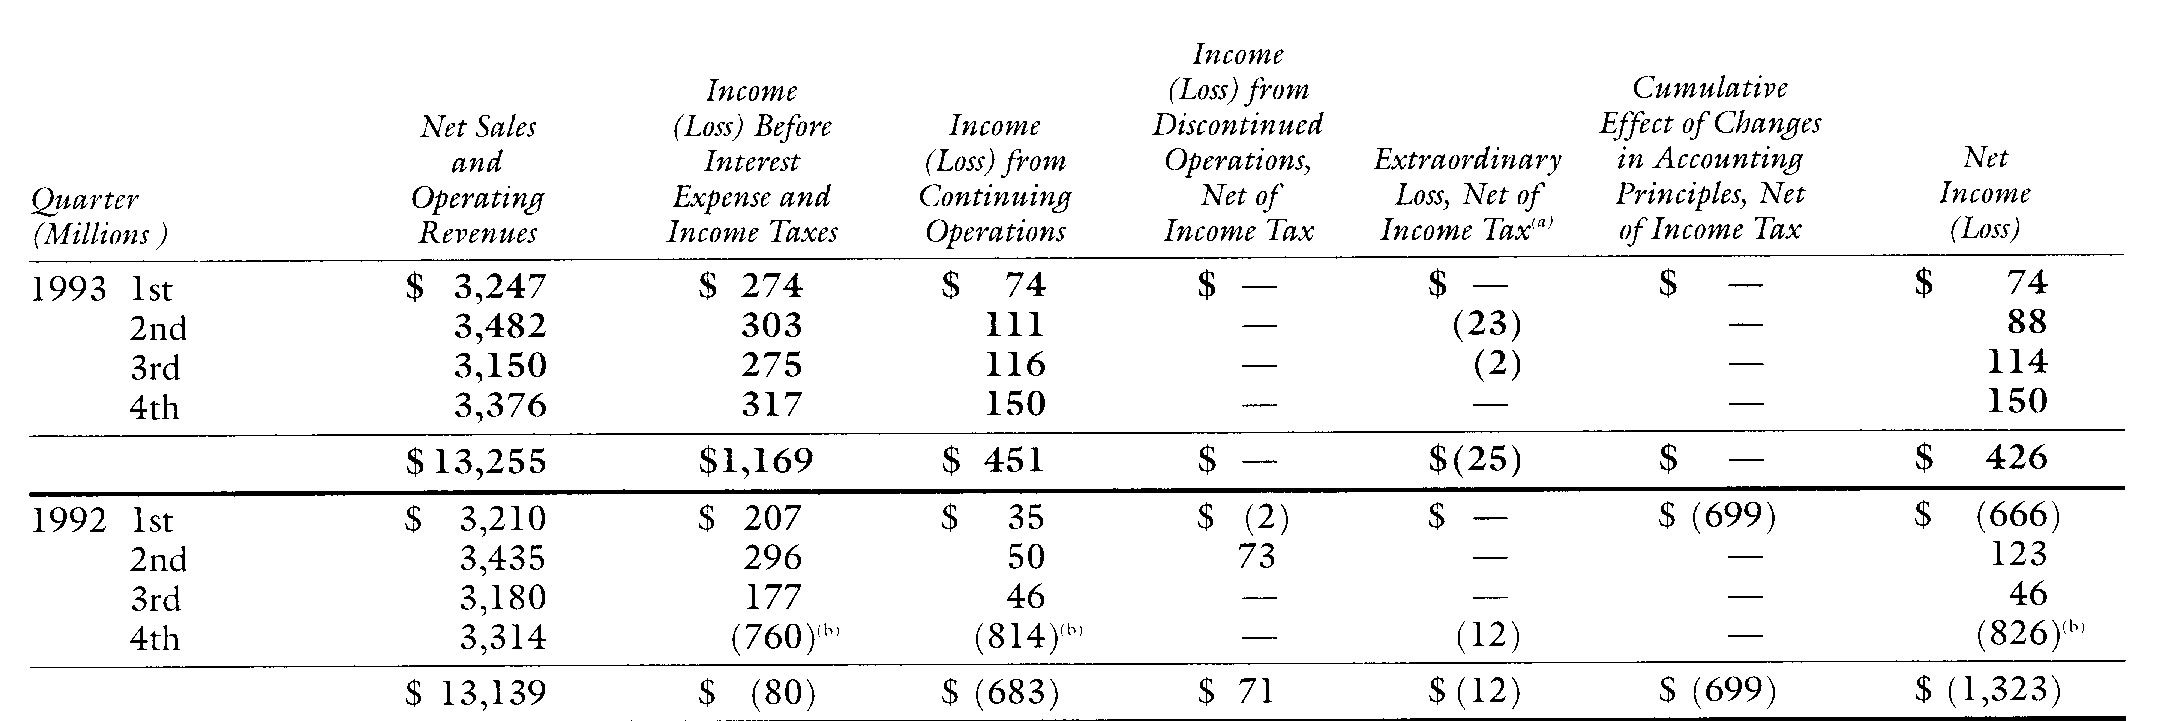 Income
Income (Loss) from Cumulative
(Loss) Before Income Discontinued Effect of Changes
Net Sales
and Interest (Loss) from Operations, Extraordinary in Accounting Net
Quarter Operating Expense and Continuing Net of Loss, Net of Principles, Net Income
(Millions ) Revenues Income Taxes Operations Income Tax Income Tax(a) of Income Tax (Loss)
1993 1st $ 3,247 $ 274 $ 74 $ — $ — $ — $ 74
2nd 3,482 303 111 — (23) — 88
3rd 3,150 275 116 — (2) — 114
4th 3,376 317 150 — — — 150
$ 13,255 $1,169 $ 451 $ — $(25) $ — $ 426
1992 1st $ 3,210 $ 207 $ 35 $ (2) $ — $ (699) $ (666)
2nd 3,435 296 50 73 — — 123
3rd 3,180 177 46 — — — 46
4th 3,314 (760)(b) (814)(b) — (12) — (826)(b)
$ 13,139 $ (80) $ (683) $ 71 $ (12) $ (699) $ (1,323)